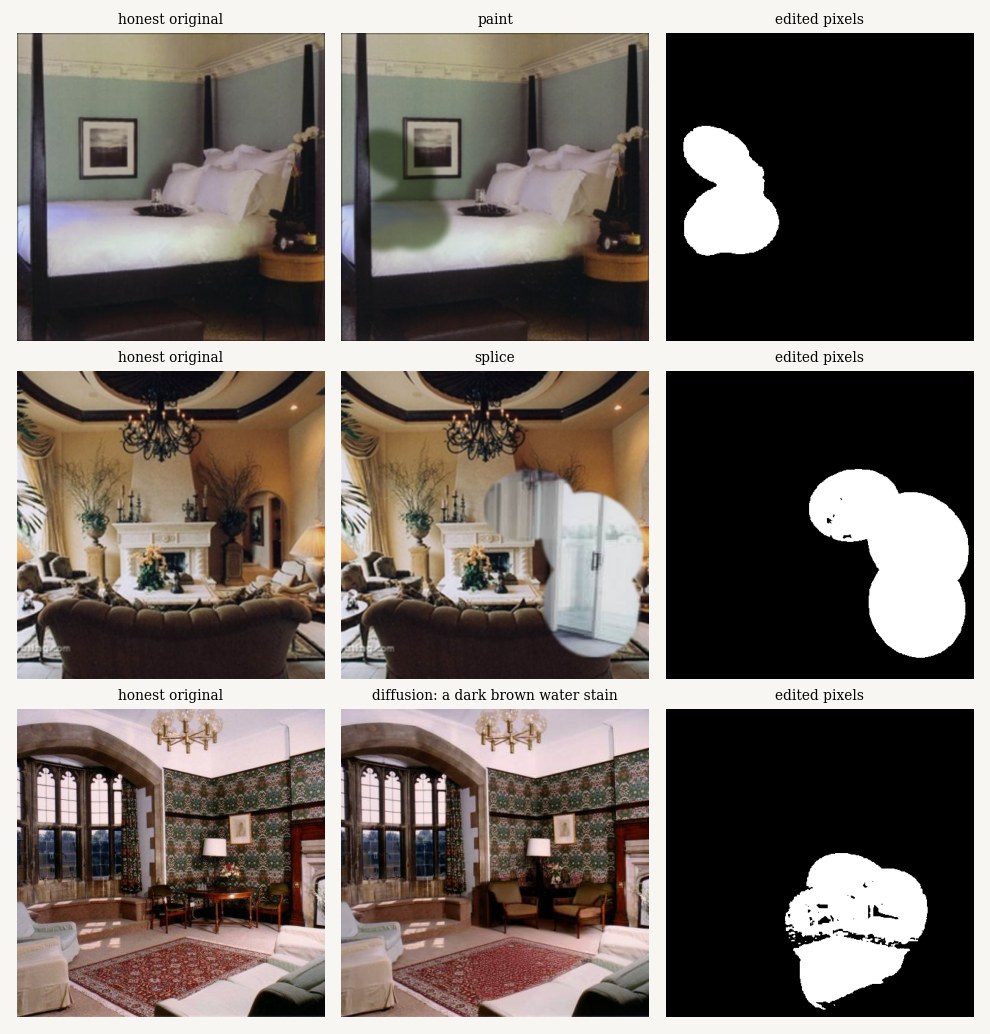 honest original
paint
edited pixels
honest original
splice
edited pixels
honest original
diffusion: a dark brown water stain
edited pixels